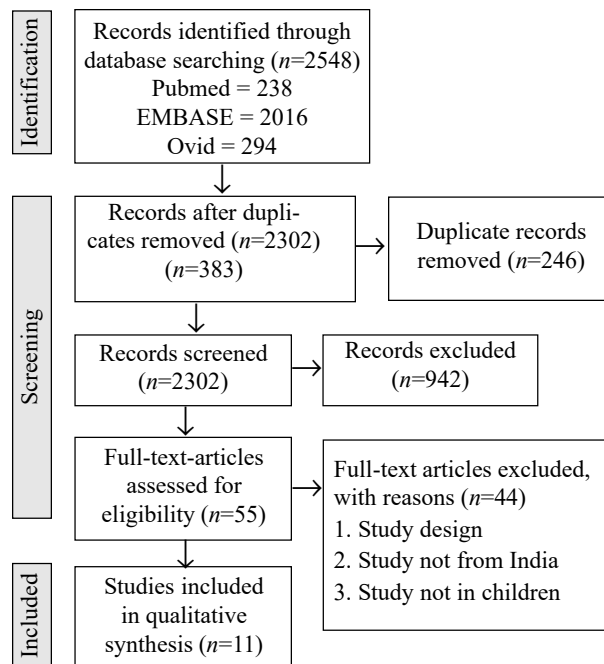 Identification
Records identified through
database searching (n=2548)
Pubmed = 238
EMBASE = 2016
Ovid = 294
Screening
Records after dupli-
cates removed (n=2302)
(n=383)
Duplicate records
removed (n=246)
Records screened
(n=2302)
Records excluded
(n=942)
Full-text-articles
assessed for
eligibility (n=55)
Full-text articles excluded,
with reasons (n=44)
1. Study design
2. Study not from India
3. Study not in children
Included
Studies included
in qualitative
synthesis (n=11)